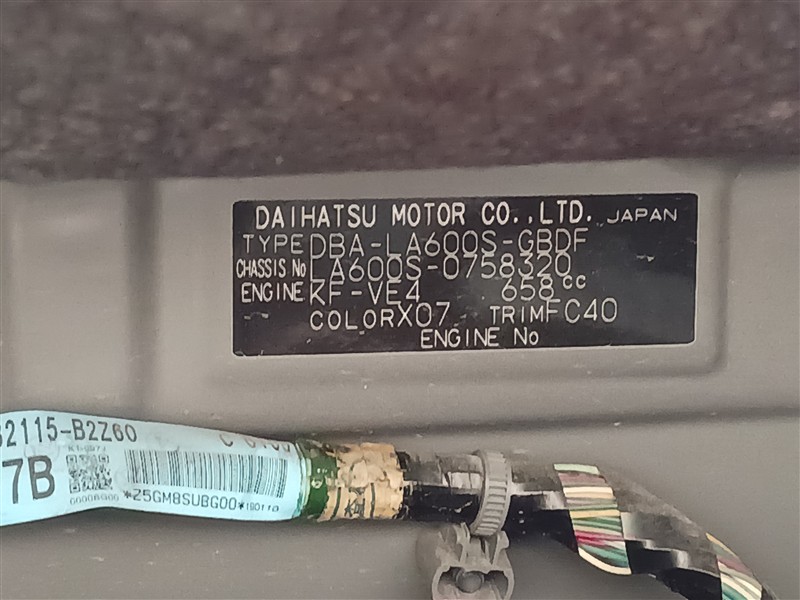 DAIHATSU MOTOR CO.,LTD. JAPAN
TYPE DBA-LA600S-GBDF
CHASSIS No LA600S-0758320
ENGINE KF-VE4 658cc
COLOR X07 TRIM FC40
ENGINE No
2115-B2Z60
7B
*Z5GM8SUBG00*